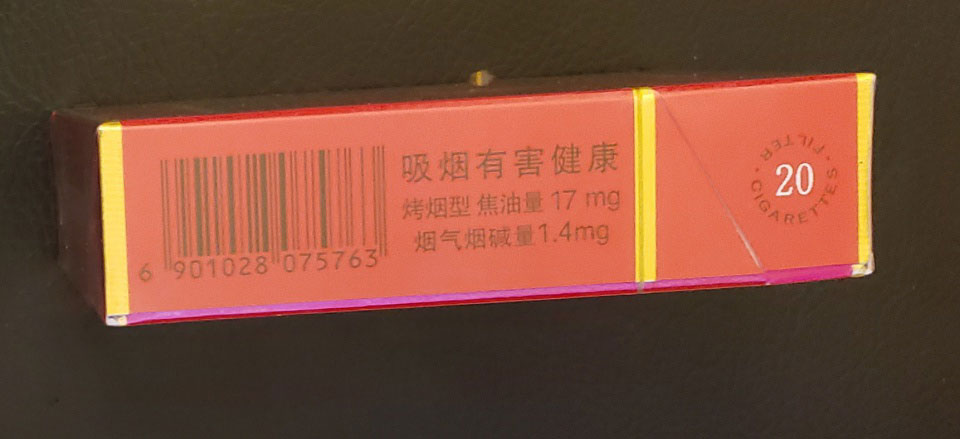 吸烟有害健康
烤烟型 焦油量 17 mg
烟气烟碱量1.4mg
6 901028 075763
20
FILTER · CIGARETTES ·